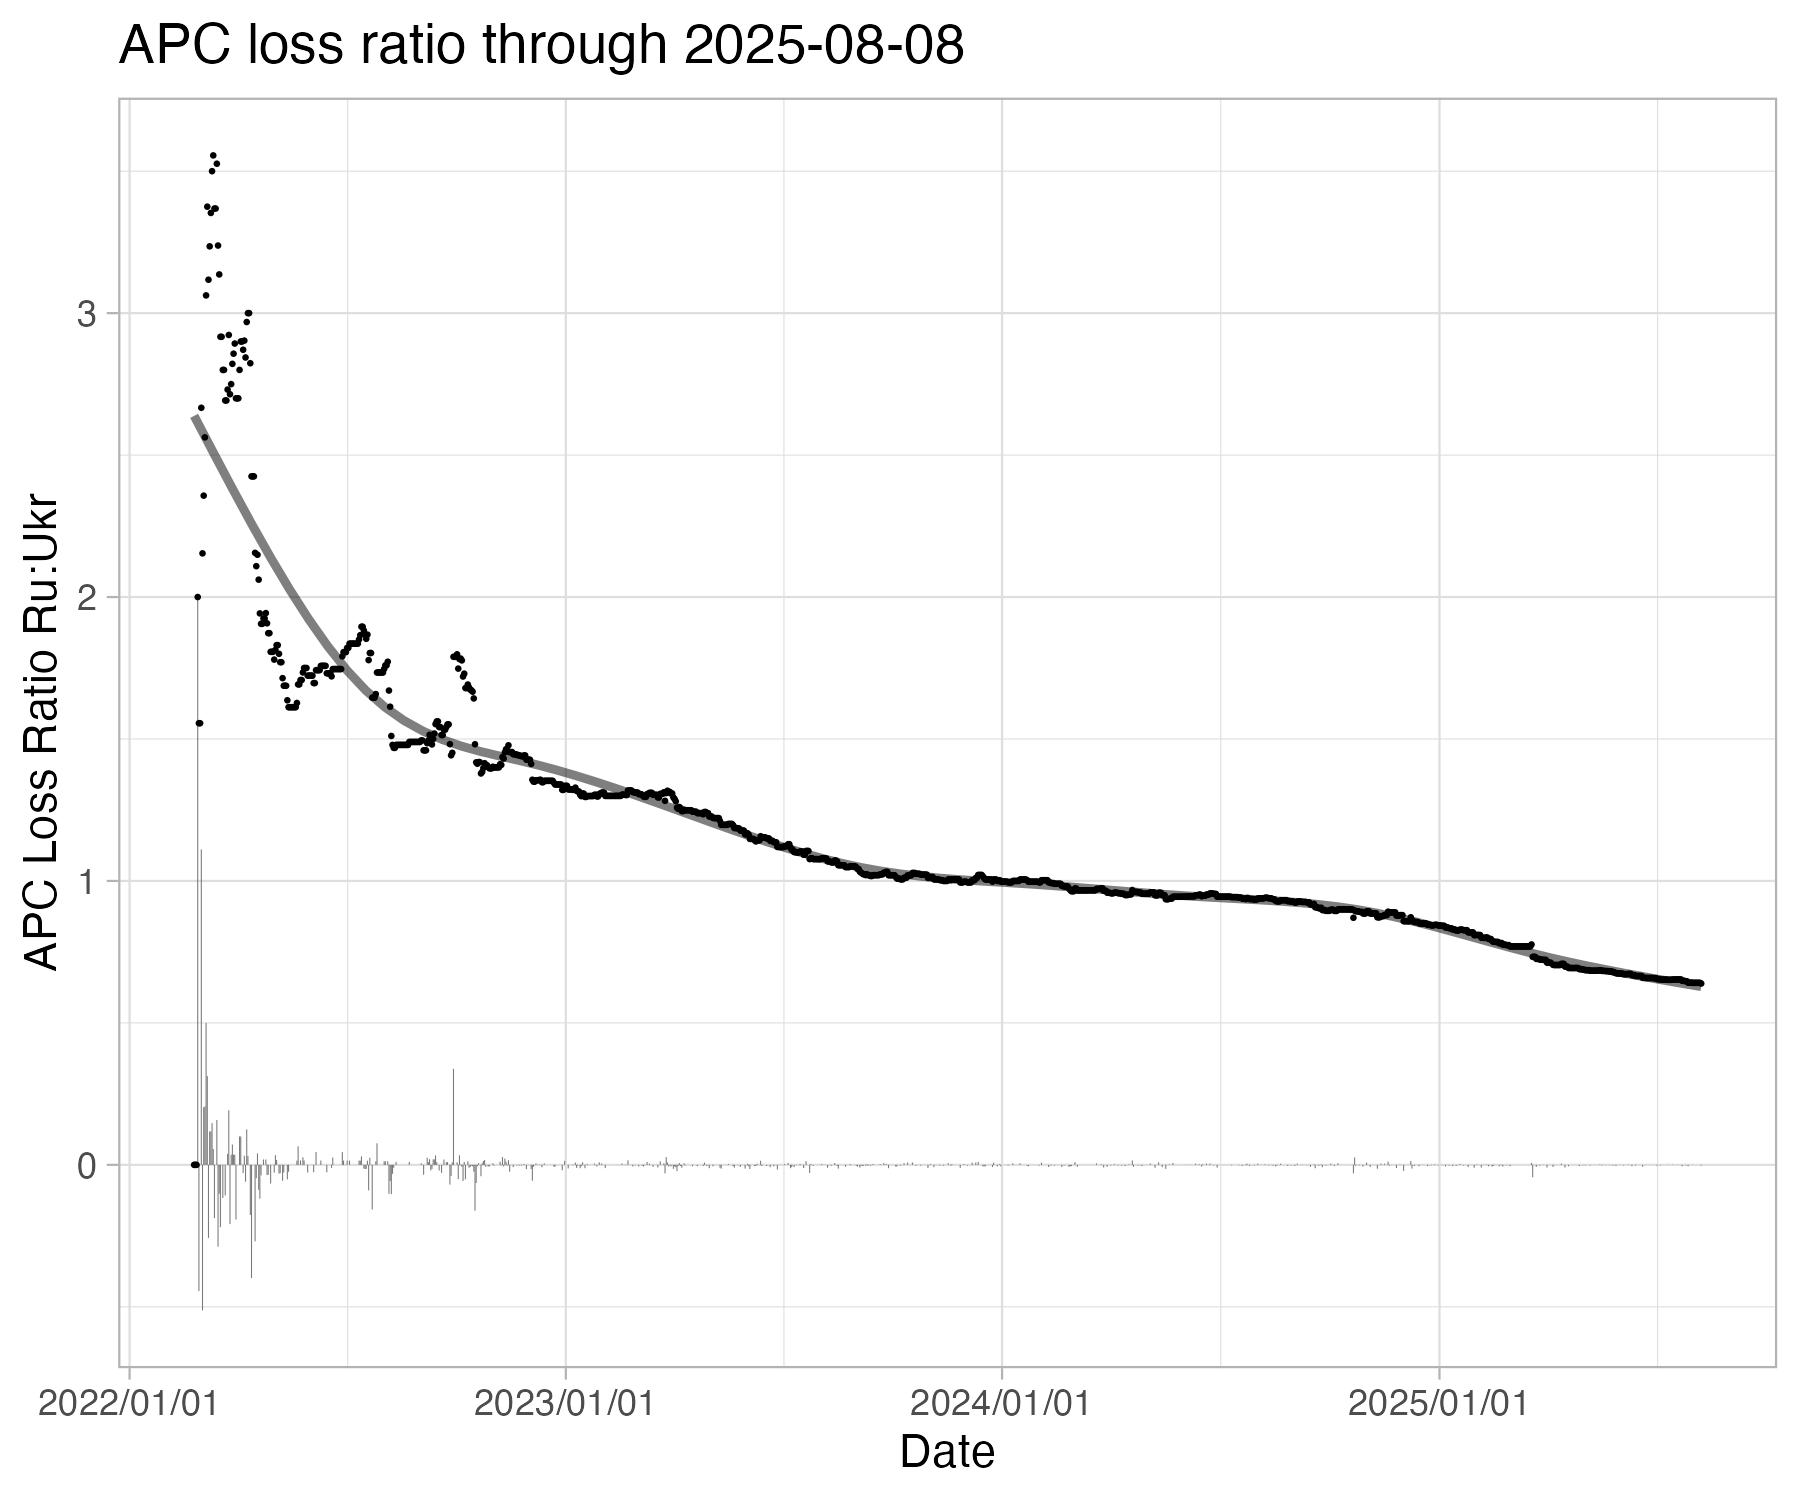 APC loss ratio through 2025-08-08
APC Loss Ratio Ru:Ukr
3
2
1
0
2022/01/01
2023/01/01
2024/01/01
2025/01/01
Date